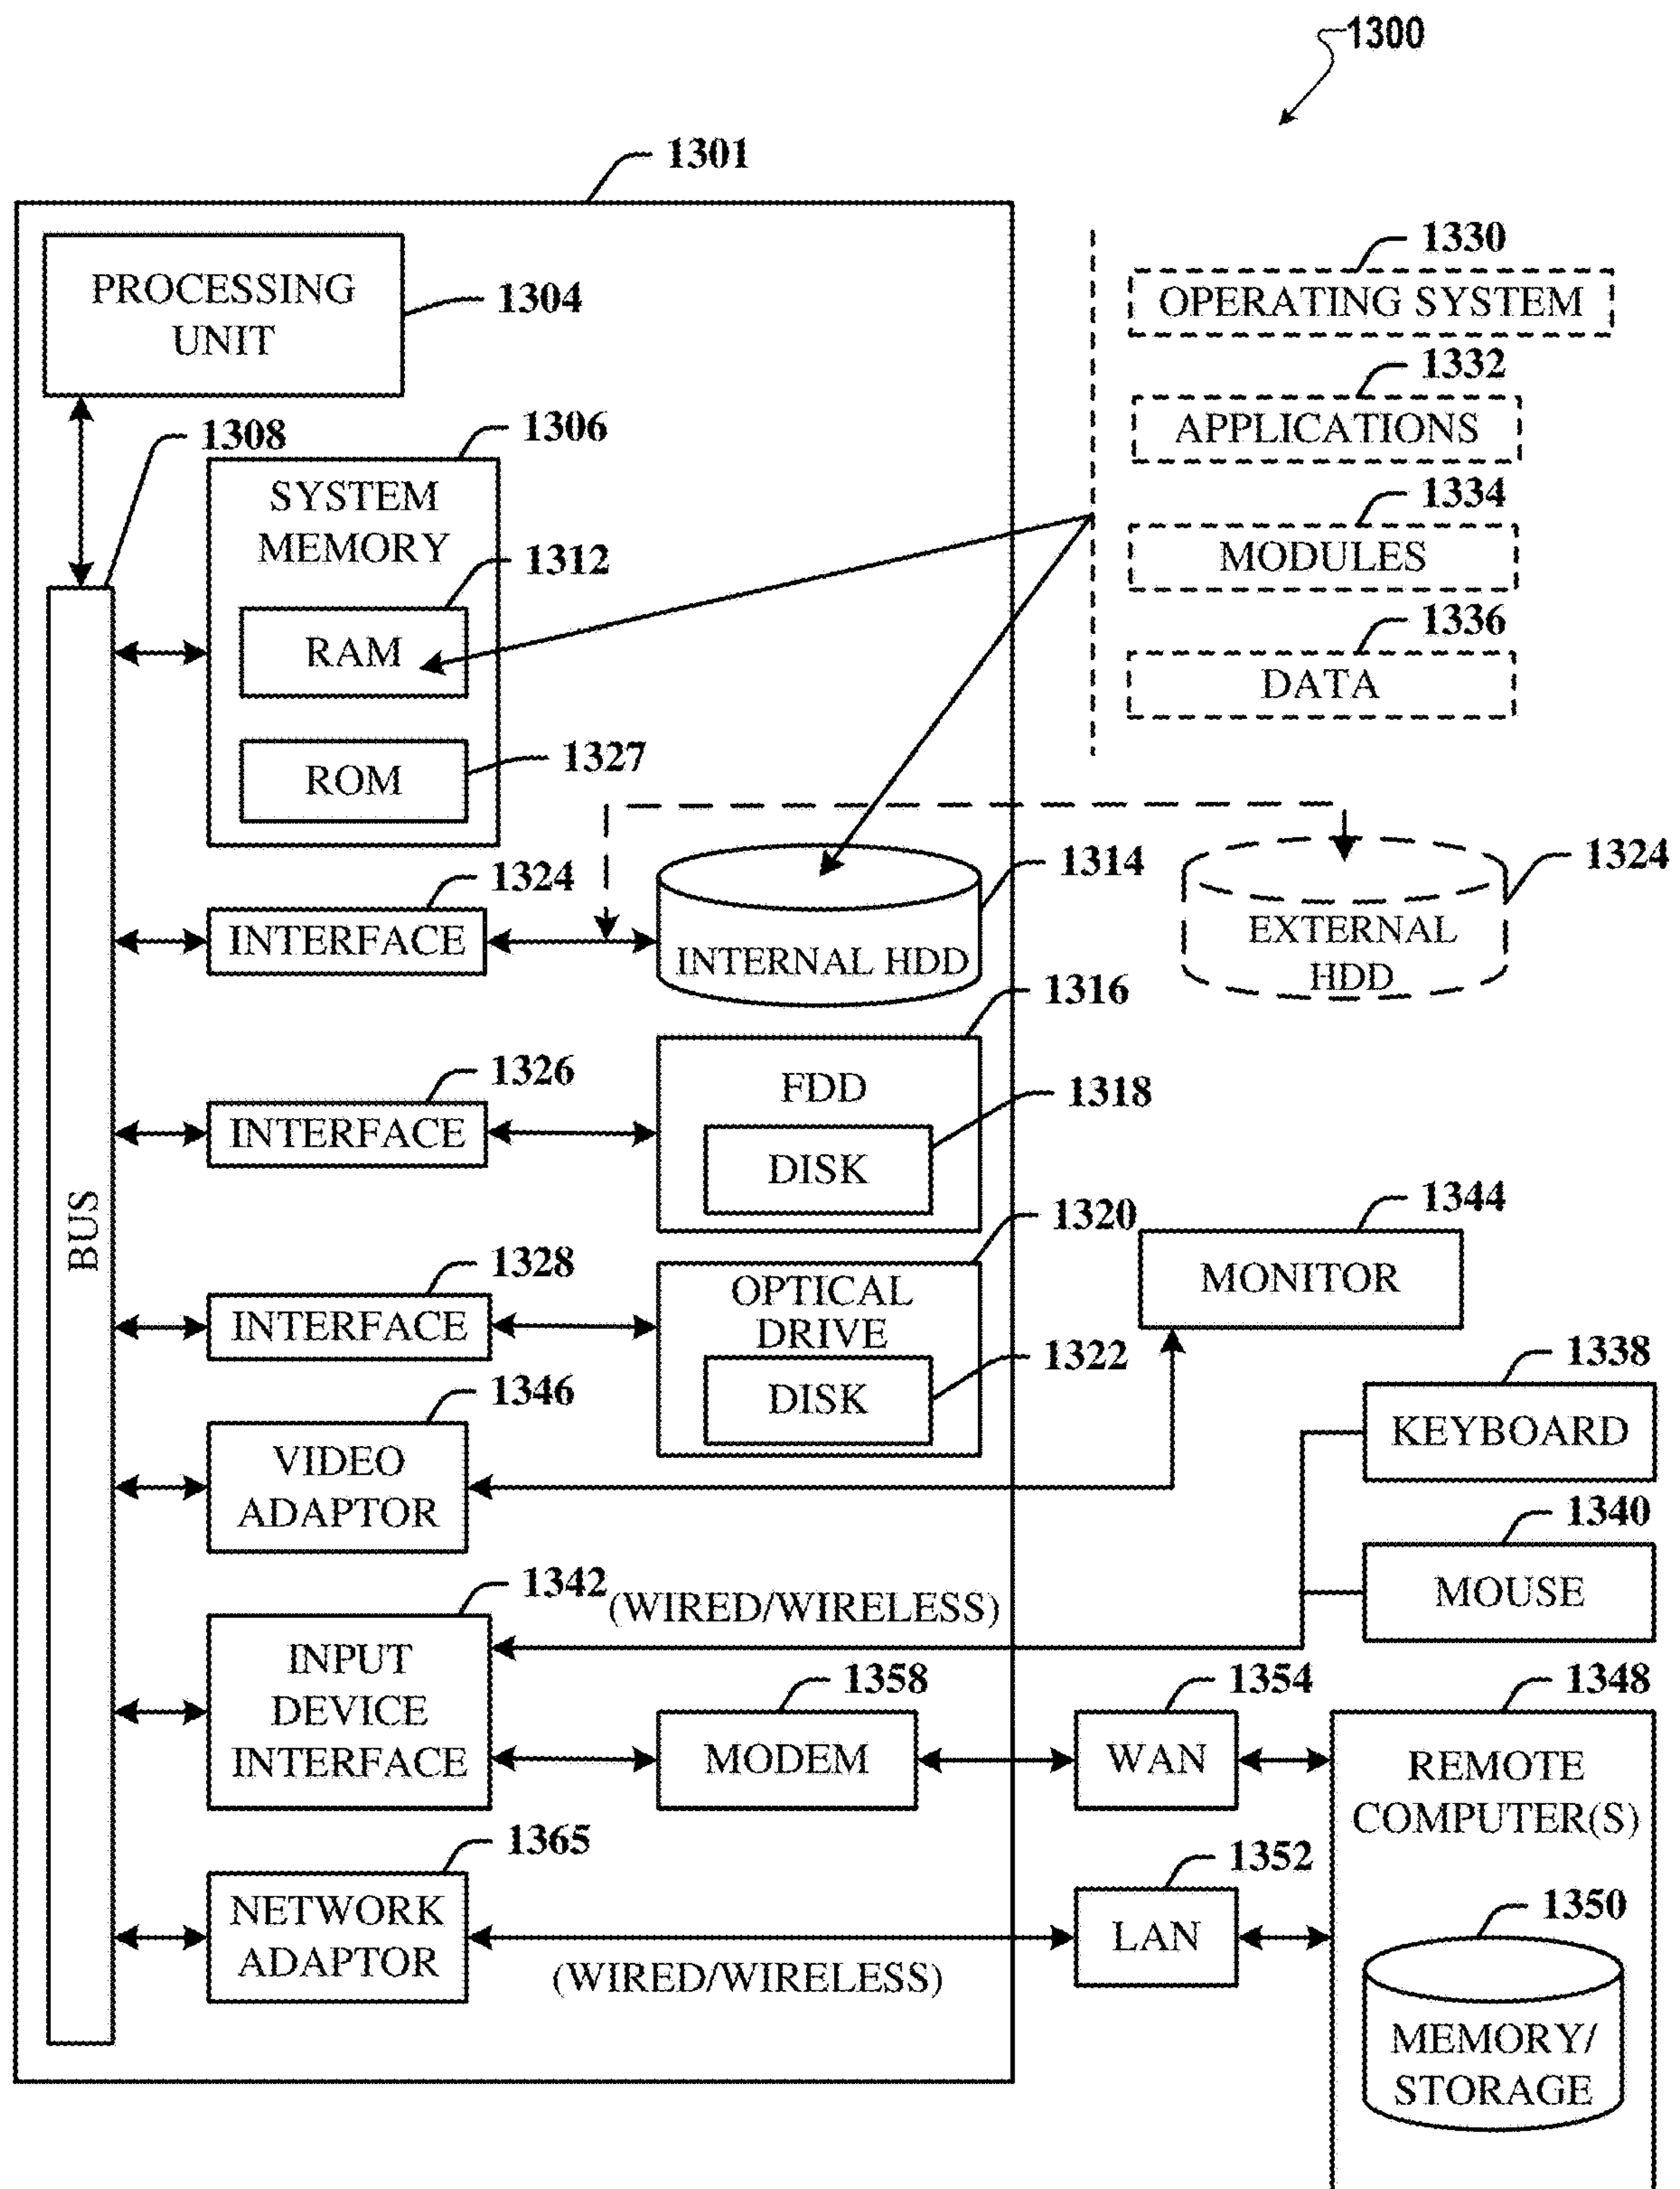 1300
1301
PROCESSING
UNIT
1304
1330
OPERATING SYSTEM
1332
APPLICATIONS
1334
MODULES
1336
DATA
1308
1306
SYSTEM
MEMORY
1312
RAM
1327
ROM
1324
INTERFACE
1314
INTERNAL HDD
1324
EXTERNAL
HDD
1326
INTERFACE
1316
FDD
1318
DISK
BUS
1328
INTERFACE
1320
OPTICAL
DRIVE
1322
DISK
1344
MONITOR
1346
VIDEO
ADAPTOR
1338
KEYBOARD
1340
MOUSE
1342
(WIRED/WIRELESS)
INPUT
DEVICE
INTERFACE
1358
MODEM
1354
WAN
1348
REMOTE
COMPUTER(S)
1365
NETWORK
ADAPTOR
(WIRED/WIRELESS)
1352
LAN
1350
MEMORY/
STORAGE